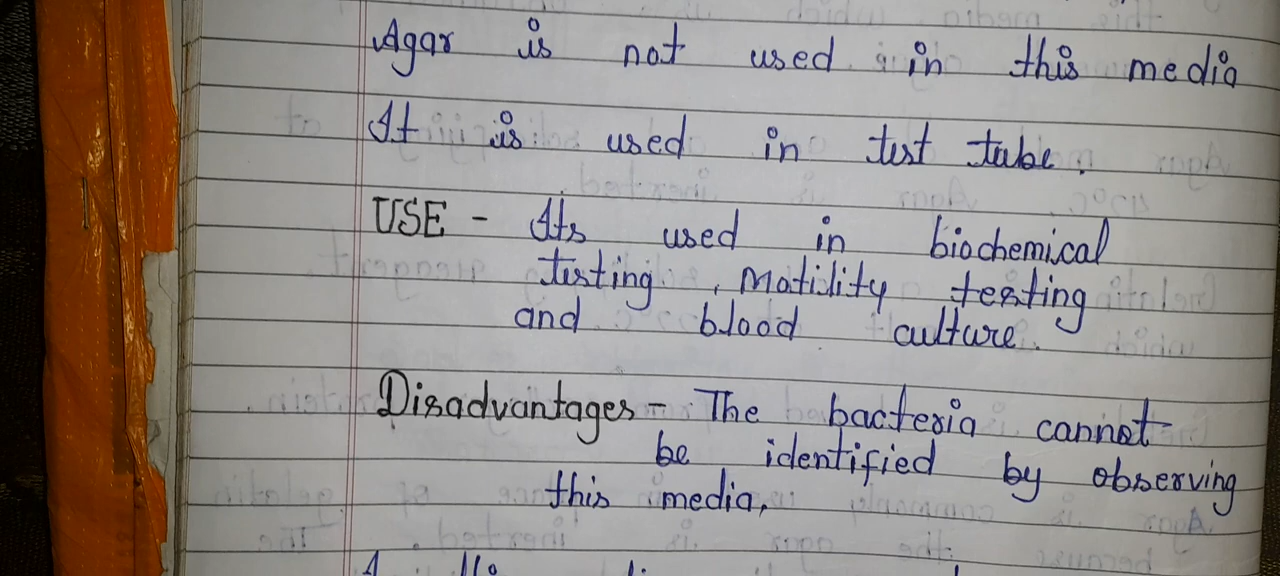 Agar is not used in this media
It is used in test tube.
USE - Its used in biochemical
testing, Matility testing
and blood culture.
Disadvantages - The bacteria cannot
be identified by observing
this media,